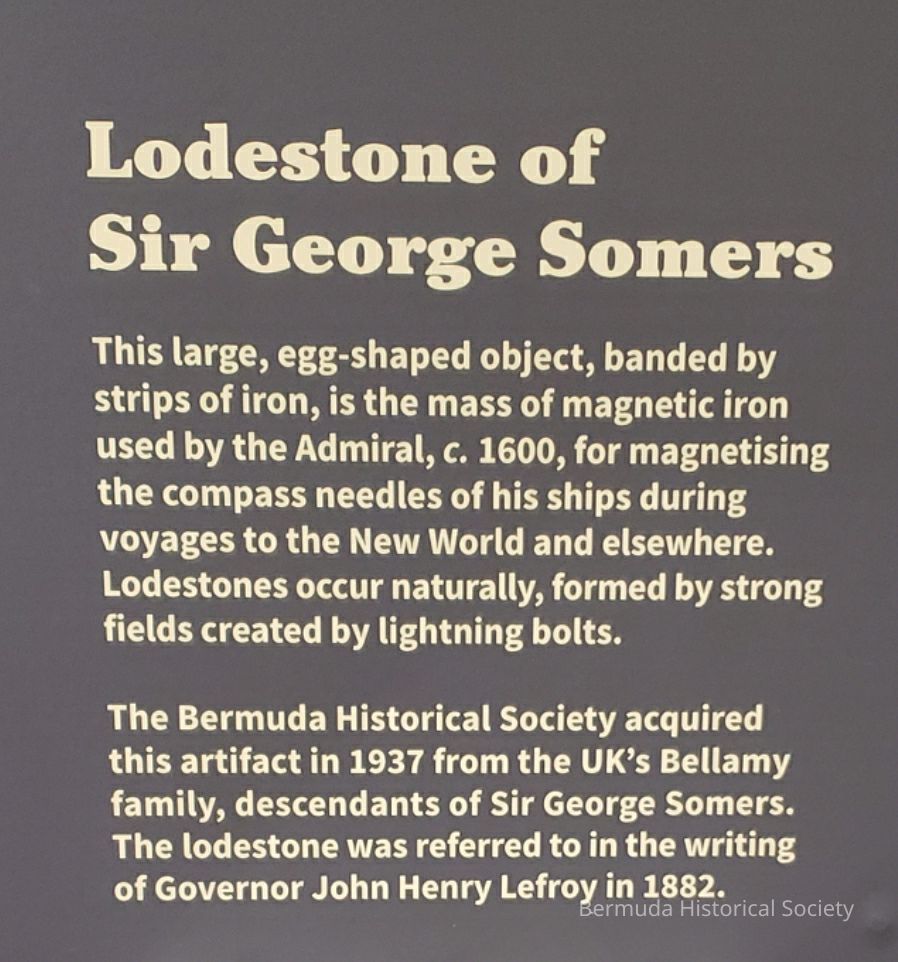 Lodestone of
Sir George Somers
This large, egg-shaped object, banded by
strips of iron, is the mass of magnetic iron
used by the Admiral, c. 1600, for magnetising
the compass needles of his ships during
voyages to the New World and elsewhere.
Lodestones occur naturally, formed by strong
fields created by lightning bolts.
The Bermuda Historical Society acquired
this artifact in 1937 from the UK’s Bellamy
family, descendants of Sir George Somers.
The lodestone was referred to in the writing
of Governor John Henry Lefroy in 1882.
Bermuda Historical Society